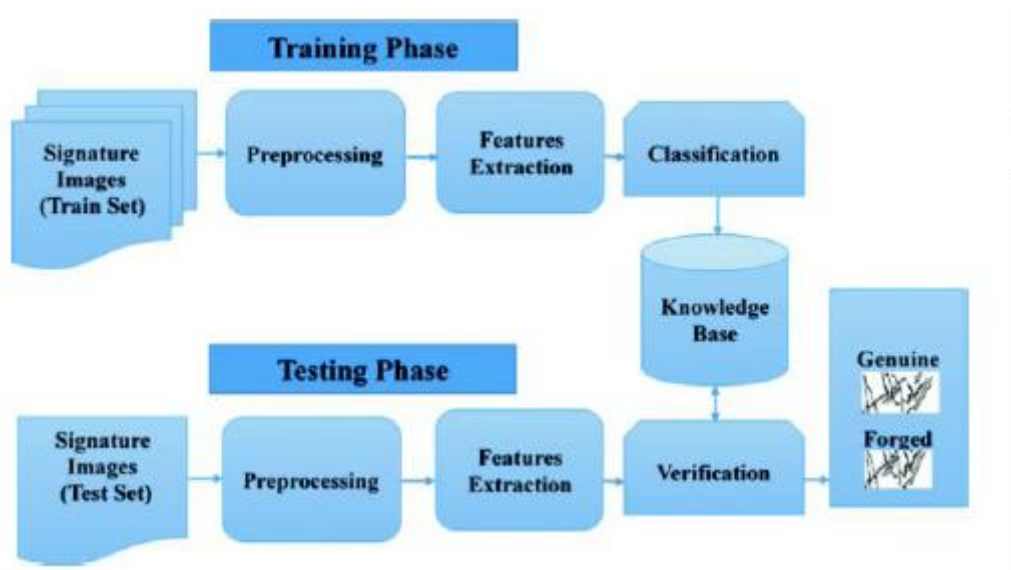 Training Phase
Signature
Images
(Train Set)
Preprocessing
Features
Extraction
Classification
Knowledge
Base
Testing Phase
Signature
Images
(Test Set)
Preprocessing
Features
Extraction
Verification
Genuine
Forged